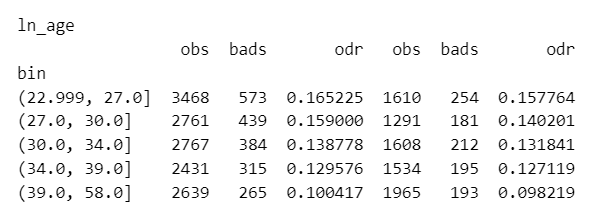 ln_age
obs bads odr obs bads odr
bin
(22.999, 27.0] 3468 573 0.165225 1610 254 0.157764
(27.0, 30.0] 2761 439 0.159000 1291 181 0.140201
(30.0, 34.0] 2767 384 0.138778 1608 212 0.131841
(34.0, 39.0] 2431 315 0.129576 1534 195 0.127119
(39.0, 58.0] 2639 265 0.100417 1965 193 0.098219